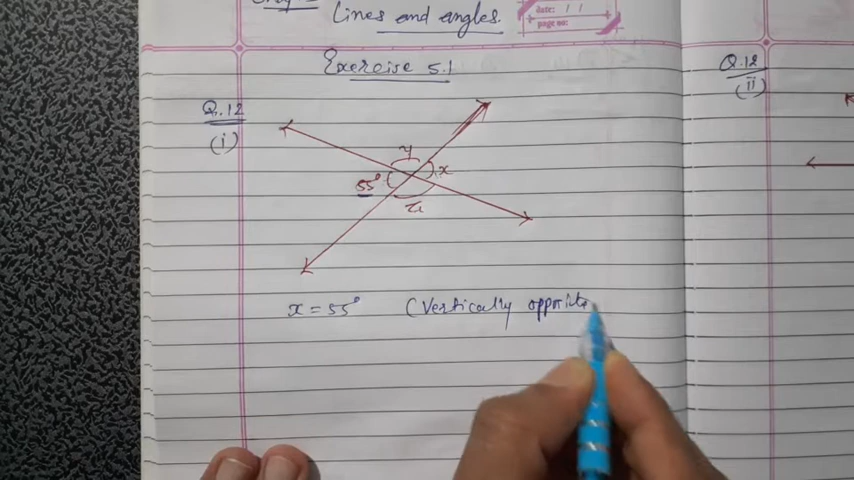 Lines and angles.
date: / /
page no:
Exercise 5.1
Q.12
(i)
y
55°
x
z
x = 55° (Vertically opposite
Q.12
(ii)